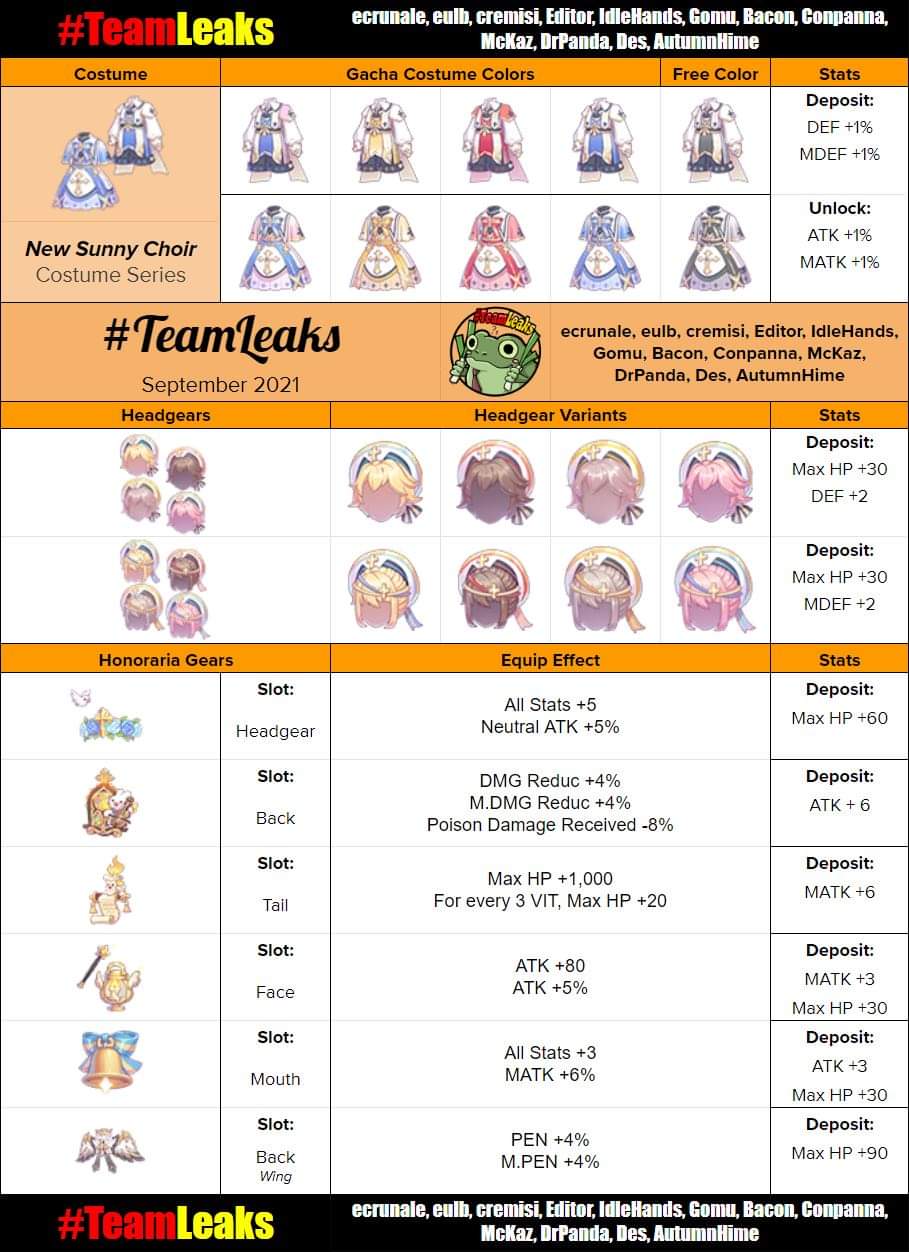 #TeamLeaks
ecrunale, eulb, cremisi, Editor, IdleHands, Gomu, Bacon, Conpanna,
McKaz, DrPanda, Des, AutumnHime
Costume
Gacha Costume Colors
Free Color
Stats
Deposit:
DEF +1%
MDEF +1%
Unlock:
ATK +1%
MATK +1%
New Sunny Choir
Costume Series
#TeamLeaks
September 2021
#TeamLeaks
ecrunale, eulb, cremisi, Editor, IdleHands,
Gomu, Bacon, Conpanna, McKaz,
DrPanda, Des, AutumnHime
Headgears
Headgear Variants
Stats
Deposit:
Max HP +30
DEF +2
Deposit:
Max HP +30
MDEF +2
Honoraria Gears
Equip Effect
Stats
Slot:
Headgear
All Stats +5
Neutral ATK +5%
Deposit:
Max HP +60
Slot:
Back
DMG Reduc +4%
M.DMG Reduc +4%
Poison Damage Received -8%
Deposit:
ATK + 6
Slot:
Tail
Max HP +1,000
For every 3 VIT, Max HP +20
Deposit:
MATK +6
Slot:
Face
ATK +80
ATK +5%
Deposit:
MATK +3
Max HP +30
Slot:
Mouth
All Stats +3
MATK +6%
Deposit:
ATK +3
Max HP +30
Slot:
Back
Wing
PEN +4%
M.PEN +4%
Deposit:
Max HP +90
#TeamLeaks
ecrunale, eulb, cremisi, Editor, IdleHands, Gomu, Bacon, Conpanna,
McKaz, DrPanda, Des, AutumnHime